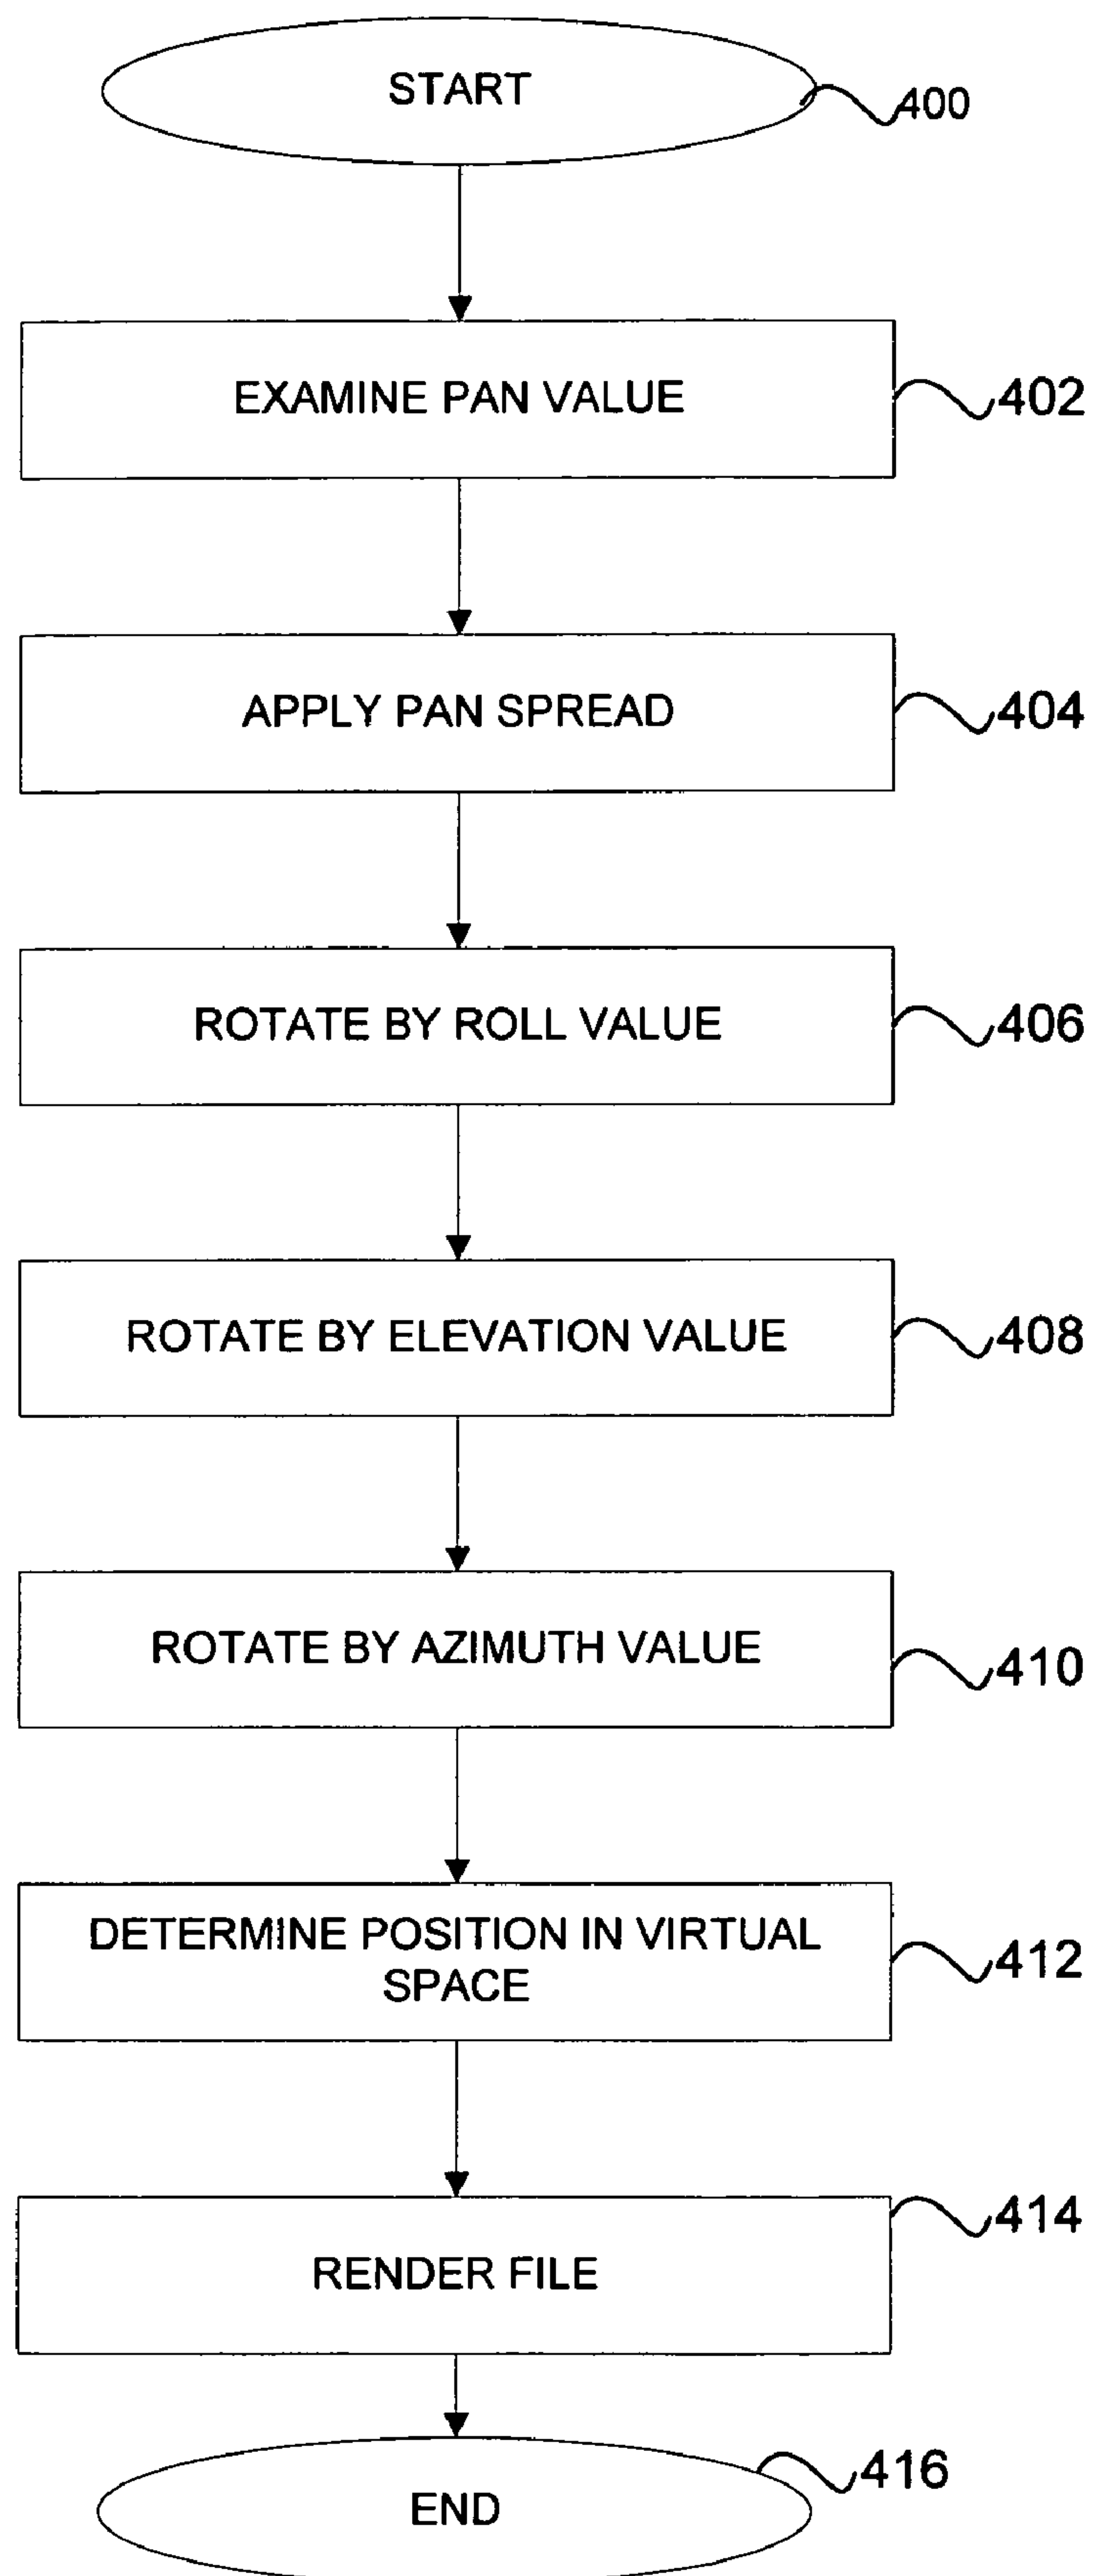 START
400
EXAMINE PAN VALUE
402
APPLY PAN SPREAD
404
ROTATE BY ROLL VALUE
406
ROTATE BY ELEVATION VALUE
408
ROTATE BY AZIMUTH VALUE
410
DETERMINE POSITION IN VIRTUAL
SPACE
412
RENDER FILE
414
END
416